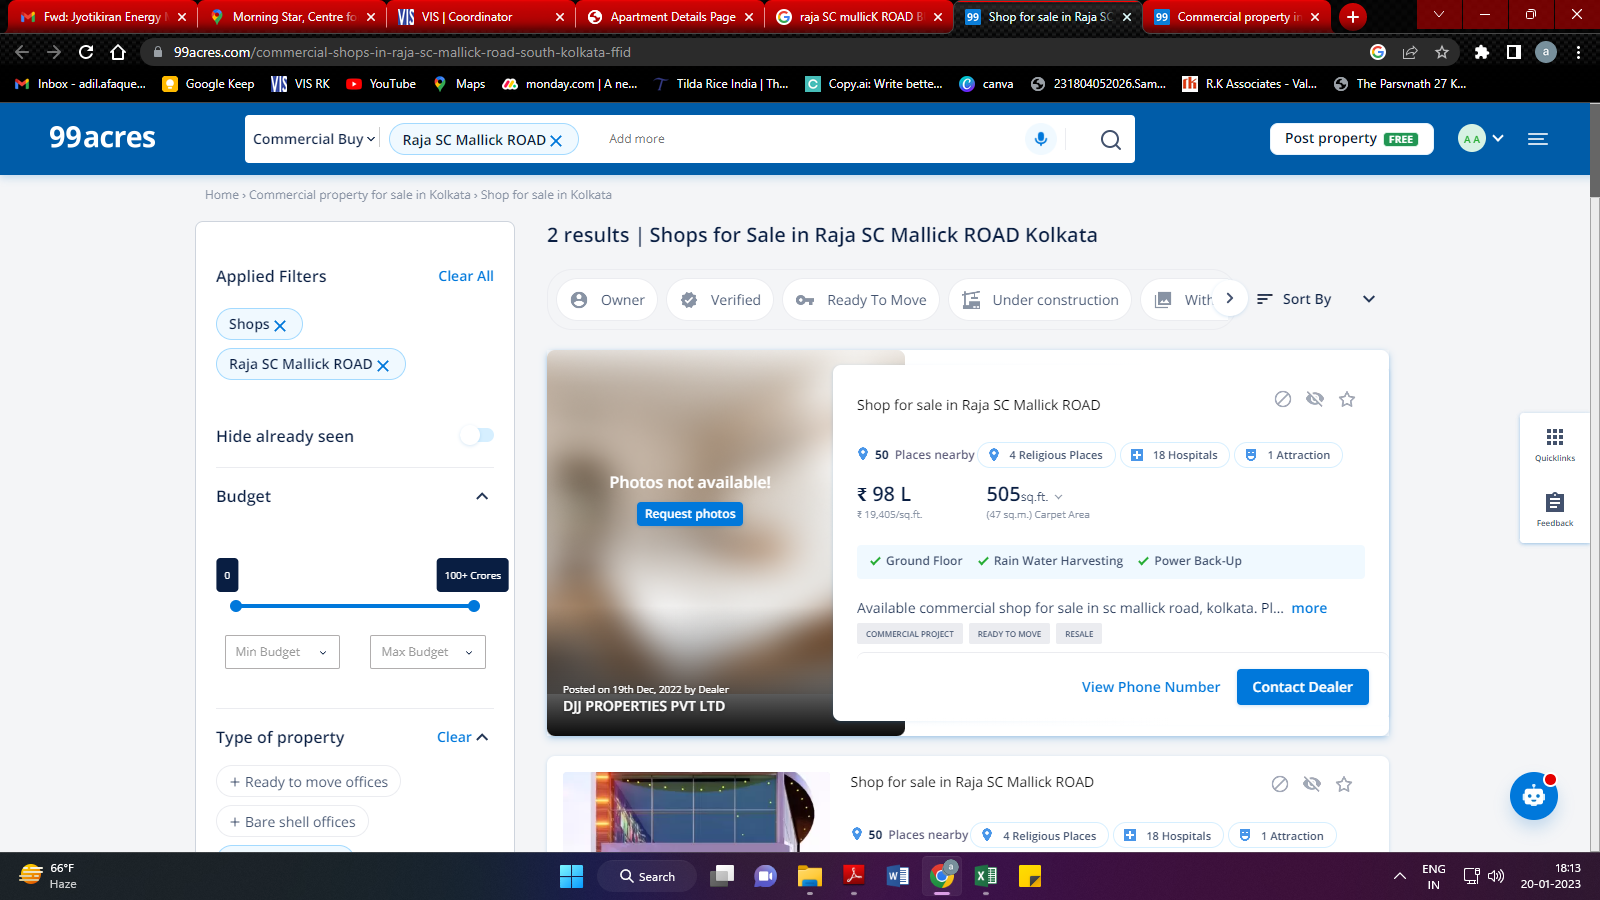 Fwd: Jyotikiran Energy
Morning Star, Centre fo
VIS | Coordinator
Apartment Details Page
raja SC mullicK ROAD B
Shop for sale in Raja SC
Commercial property in
99acres.com/commercial-shops-in-raja-sc-mallick-road-south-kolkata-ffid
a
Inbox - adil.afaque...
Google Keep
VIS RK
YouTube
Maps
monday.com | A ne...
Tilda Rice India | Th...
Copy.ai: Write bette...
canva
231804052026.Sam...
R.K Associates - Val...
The Parsvnath 27 K...
99acres
Commercial Buy
Raja SC Mallick ROAD
Add more
Post property FREE
A A
Home › Commercial property for sale in Kolkata › Shop for sale in Kolkata
Applied Filters
Clear All
Shops
Raja SC Mallick ROAD
Hide already seen
Budget
0
100+ Crores
Min Budget
Max Budget
Type of property
Clear
+ Ready to move offices
+ Bare shell offices
2 results | Shops for Sale in Raja SC Mallick ROAD Kolkata
Owner
Verified
Ready To Move
Under construction
With
Sort By
Photos not available!
Request photos
Posted on 19th Dec, 2022 by Dealer
DJJ PROPERTIES PVT LTD
Shop for sale in Raja SC Mallick ROAD
50 Places nearby
4 Religious Places
18 Hospitals
1 Attraction
₹ 98 L
505sq.ft.
₹ 19,405/sq.ft.
(47 sq.m.) Carpet Area
Ground Floor
Rain Water Harvesting
Power Back-Up
Available commercial shop for sale in sc mallick road, kolkata. Pl... more
COMMERCIAL PROJECT
READY TO MOVE
RESALE
View Phone Number
Contact Dealer
Shop for sale in Raja SC Mallick ROAD
50 Places nearby
4 Religious Places
18 Hospitals
1 Attraction
Quicklinks
Feedback
66°F
Haze
Search
a
ENG
IN
18:13
20-01-2023